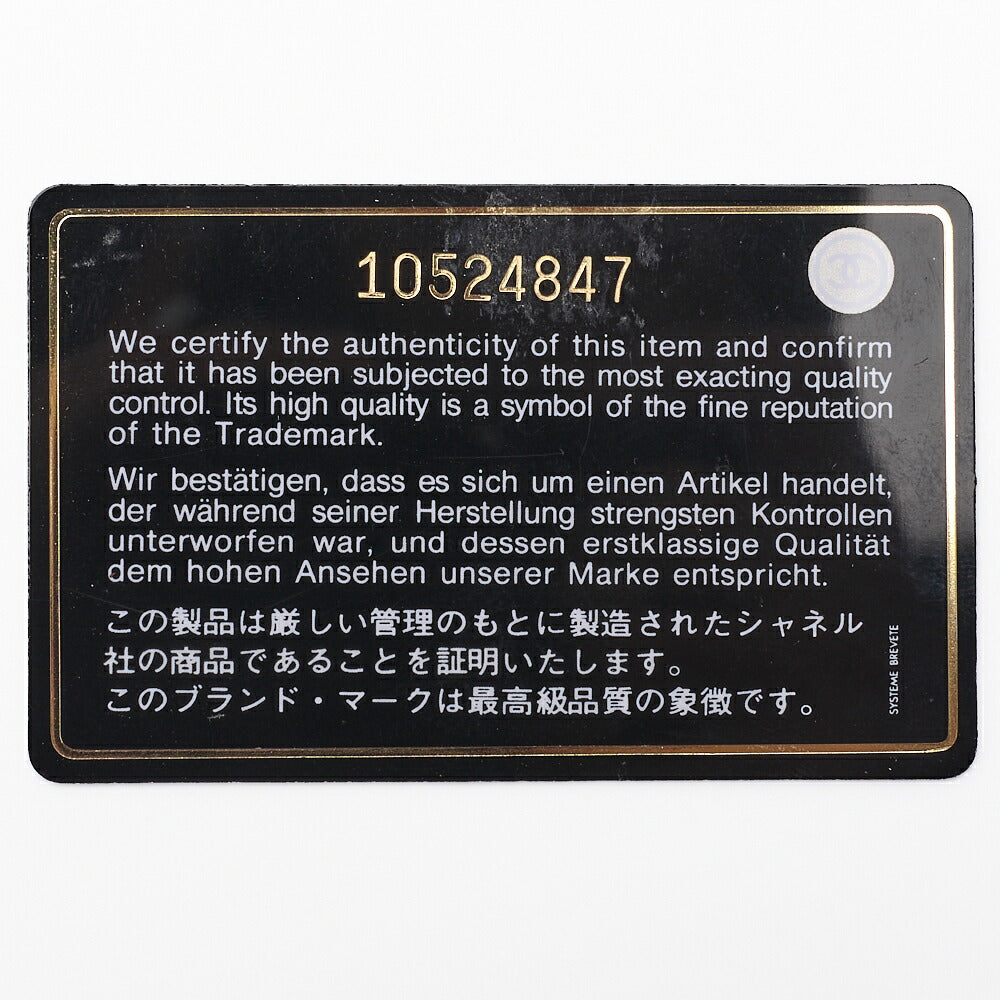 10524847
We certify the authenticity of this item and confirm
that it has been subjected to the most exacting quality
control. Its high quality is a symbol of the fine reputation
of the Trademark.
Wir bestätigen, dass es sich um einen Artikel handelt,
der während seiner Herstellung strengsten Kontrollen
unterworfen war, und dessen erstklassige Qualität
dem hohen Ansehen unserer Marke entspricht.
この製品は厳しい管理のもとに製造されたシャネル
社の商品であることを証明いたします。
このブランド・マークは最高級品質の象徴です。
SYSTEME BREVETE